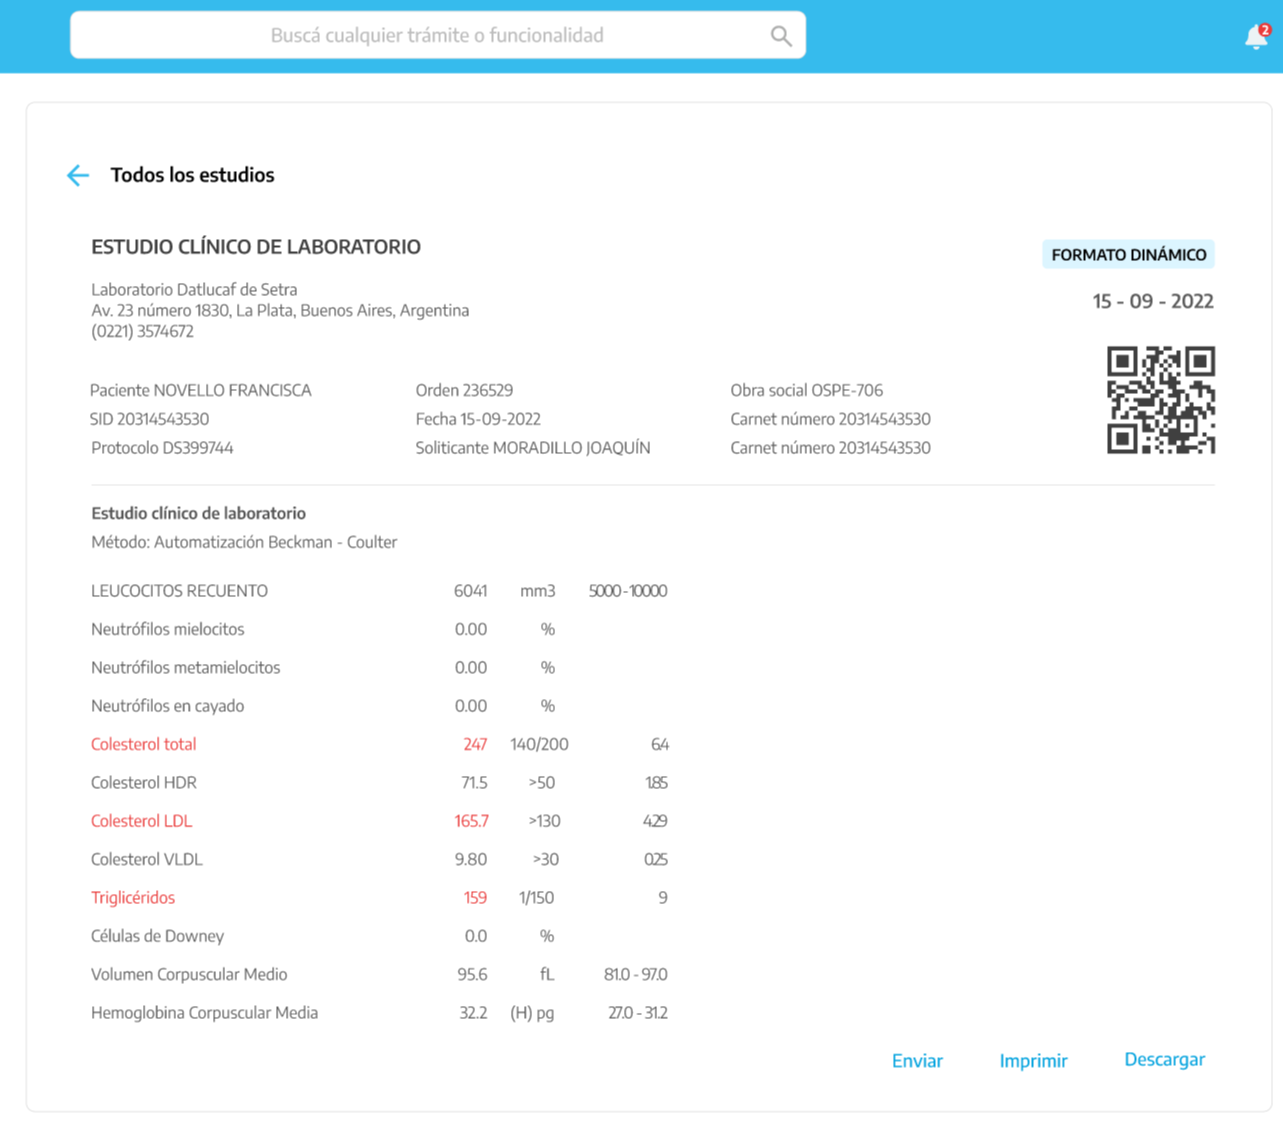 Buscá cualquier trámite o funcionalidad
2
Todos los estudios
ESTUDIO CLÍNICO DE LABORATORIO
FORMATO DINÁMICO
Laboratorio Datlucaf de Setra
15 - 09 - 2022
Av. 23 número 1830, La Plata, Buenos Aires, Argentina
(0221) 3574672
Paciente NOVELLO FRANCISCA Orden 236529 Obra social OSPE-706
SID 20314543530 Fecha 15-09-2022 Carnet número 20314543530
Protocolo DS399744 Soliticante MORADILLO JOAQUÍN Carnet número 20314543530
Estudio clínico de laboratorio
Método: Automatización Beckman - Coulter
LEUCOCITOS RECUENTO 6041 mm3 5000 - 10000
Neutrófilos mielocitos 0.00 %
Neutrófilos metamielocitos 0.00 %
Neutrófilos en cayado 0.00 %
Colesterol total 247 140/200 6.4
Colesterol HDR 71.5 >50 1.85
Colesterol LDL 165.7 >130 4.29
Colesterol VLDL 9.80 >30 0.25
Triglicéridos 159 1/150 9
Células de Downey 0.0 %
Volumen Corpuscular Medio 95.6 fL 81.0 - 97.0
Hemoglobina Corpuscular Media 32.2 (H) pg 27.0 - 31.2
Enviar Imprimir Descargar